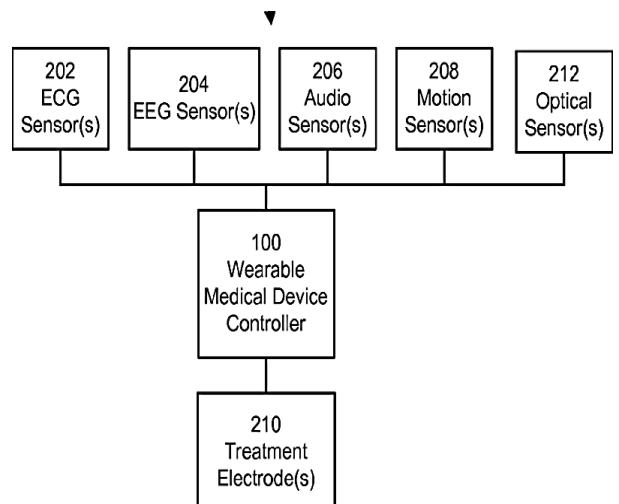 202
ECG
Sensor(s)
204
EEG Sensor(s)
206
Audio
Sensor(s)
208
Motion
Sensor(s)
212
Optical
Sensor(s)
100
Wearable
Medical Device
Controller
210
Treatment
Electrode(s)